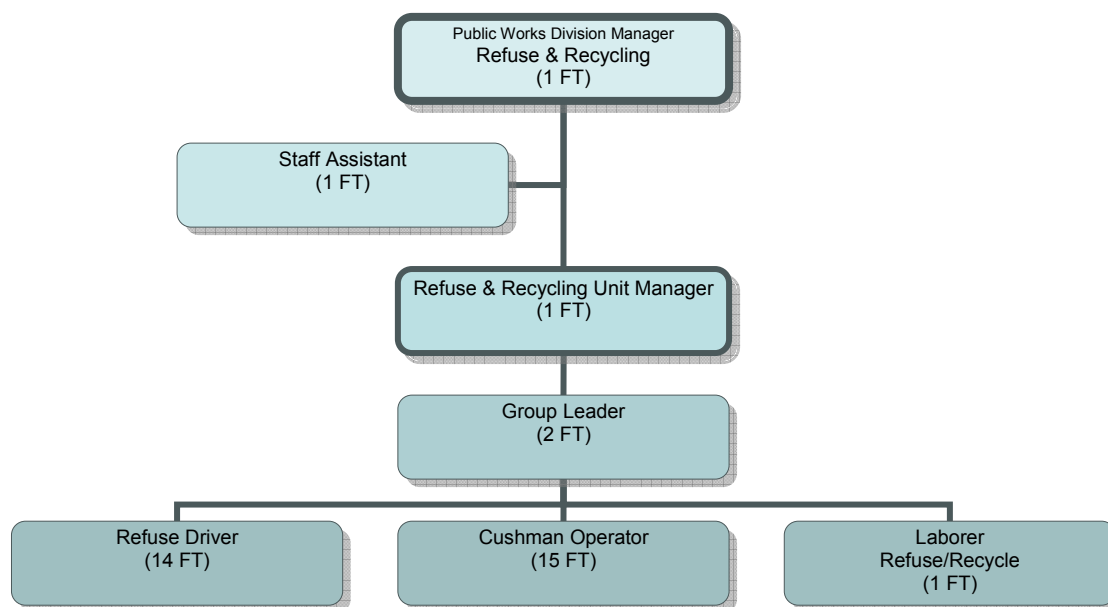 Public Works Division Manager
Refuse & Recycling
(1 FT)
Staff Assistant
(1 FT)
Refuse & Recycling Unit Manager
(1 FT)
Group Leader
(2 FT)
Refuse Driver
(14 FT)
Cushman Operator
(15 FT)
Laborer
Refuse/Recycle
(1 FT)